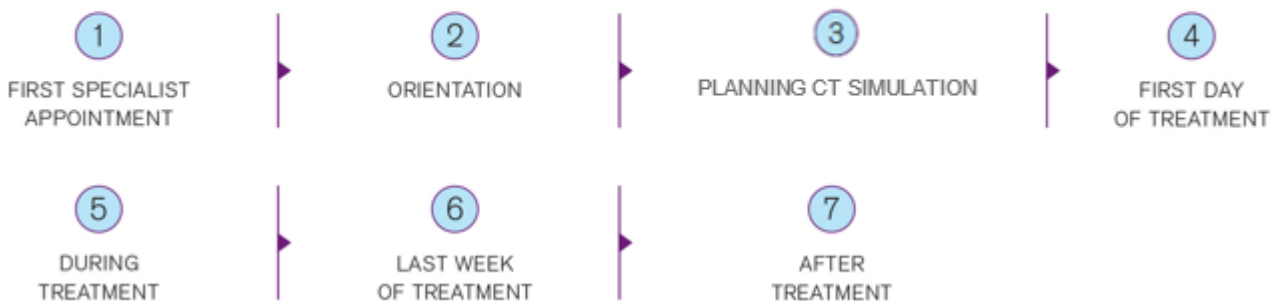 1
FIRST SPECIALIST
APPOINTMENT
2
ORIENTATION
3
PLANNING CT SIMULATION
4
FIRST DAY
OF TREATMENT
5
DURING
TREATMENT
6
LAST WEEK
OF TREATMENT
7
AFTER
TREATMENT